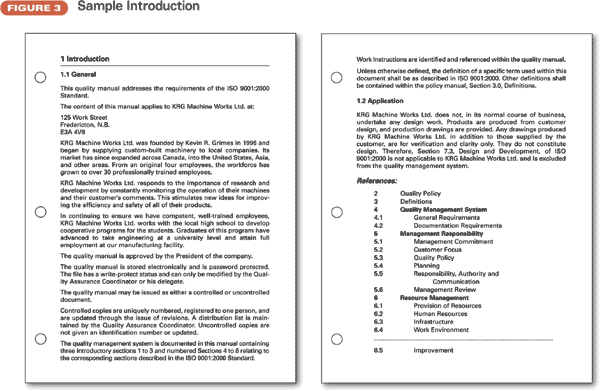 FIGURE 3 Sample Introduction
1 Introduction
1.1 General
This quality manual addresses the requirements of the ISO 9001:2000
Standard.
The content of this manual applies to KRG Machine Works Ltd. at:
125 Work Street
Fredericton, N.B.
E3A 4V8
KRG Machine Works Ltd. was founded by Kevin R. Grimes in 1996 and
began by supplying custom-built machinery to local companies. Its
market has since expanded across Canada, into the United States, Asia,
and other areas. From an original four employees, the workforce has
grown to over 30 professionally trained employees.
KRG Machine Works Ltd. responds to the importance of research and
development by constantly monitoring the operation of their machines
and their customer's comments. This stimulates new ideas for improv-
ing the efficiency and safety of all of their products.
In continuing to ensure we have competent, well-trained employees,
KRG Machine Works Ltd. works with the local high school to develop
cooperative programs for the students. Graduates of this program have
advanced to take engineering at a university level and attain full
employment at our manufacturing facility.
The quality manual is approved by the President of the company.
The quality manual is stored electronically and is password protected.
The file has a write-protect status and can only be modified by the Qual-
ity Assurance Coordinator or his delegate.
The quality manual may be issued as either a controlled or uncontrolled
document.
Controlled copies are uniquely numbered, registered to one person, and
are updated through the issue of revisions. A distribution list is main-
tained by the Quality Assurance Coordinator. Uncontrolled copies are
not given an identification number or updated.
The quality management system is documented in this manual containing
three introductory sections 1 to 3 and numbered Sections 4 to 8 relating to
the corresponding sections described in the ISO 9001:2000 Standard.
Work Instructions are identified and referenced within the quality manual.
Unless otherwise defined, the definition of a specific term used within this
document shall be as described in ISO 9001:2000. Other definitions shall
be contained within the policy manual, Section 3.0, Definitions.
1.2 Application
KRG Machine Works Ltd. does not, in its normal course of business,
undertake any design work. Products are produced from customer
design, and production drawings are provided. Any drawings produced
by KRG Machine Works Ltd. in addition to those supplied by the
customer, are for verification and clarity only. They do not constitute
design. Therefore, Section 7.3, Design and Development, of ISO
9001:2000 is not applicable to KRG Machine Works Ltd. and is excluded
from the quality management system.
References:
2 Quality Policy
3 Definitions
4 Quality Management System
4.1 General Requirements
4.2 Documentation Requirements
5 Management Responsibility
5.1 Management Commitment
5.2 Customer Focus
5.3 Quality Policy
5.4 Planning
5.5 Responsibility, Authority and
Communication
5.6 Management Review
6 Resource Management
6.1 Provision of Resources
6.2 Human Resources
6.3 Infrastructure
6.4 Work Environment
8.5 Improvement